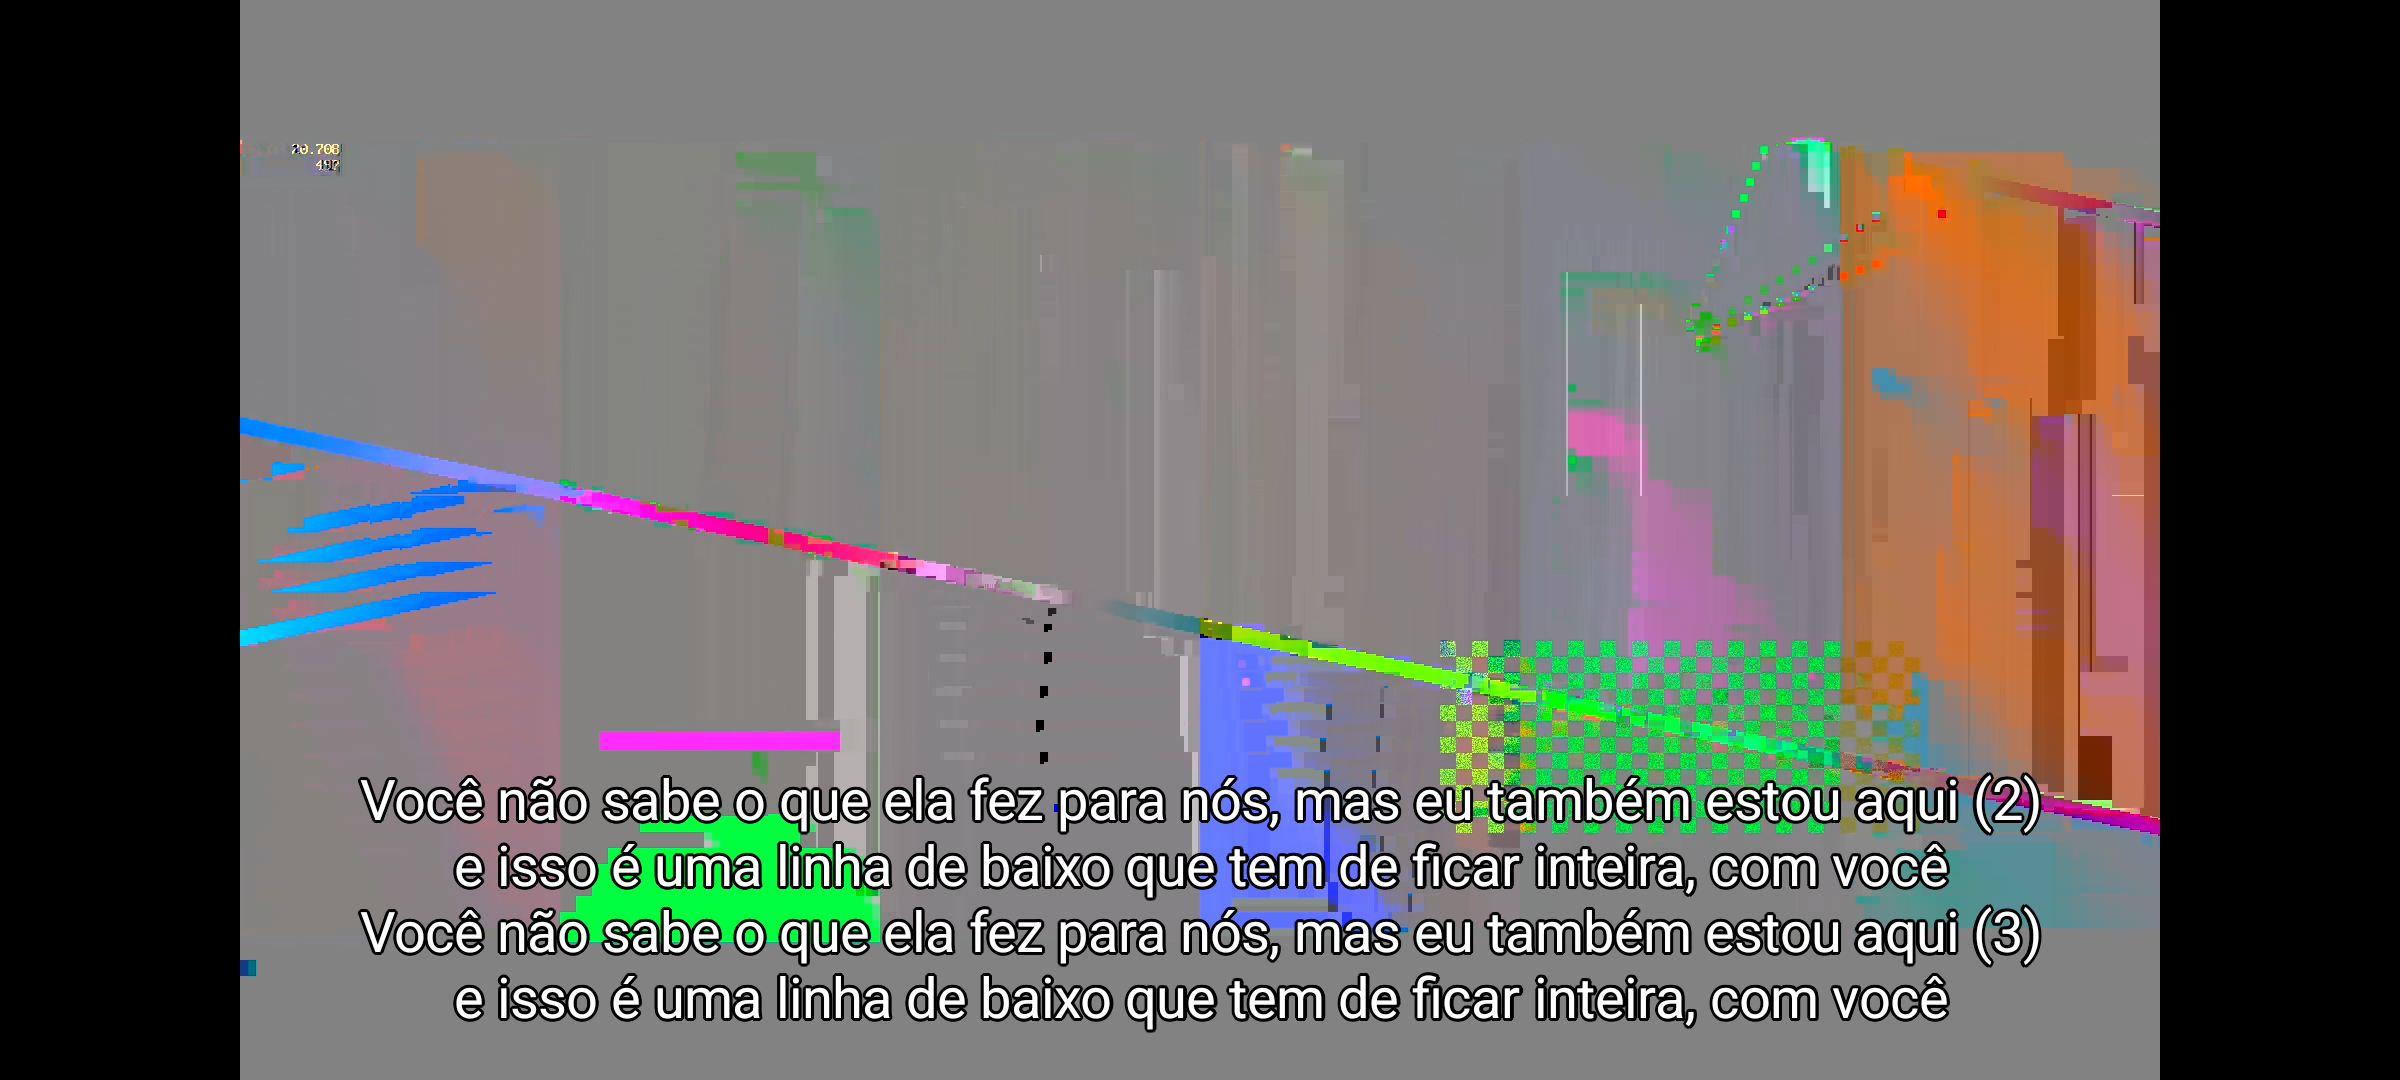 20.708
Você não sabe o que ela fez para nós, mas eu também estou aqui (2)
e isso é uma linha de baixo que tem de ficar inteira, com você
Você não sabe o que ela fez para nós, mas eu também estou aqui (3)
e isso é uma linha de baixo que tem de ficar inteira, com você